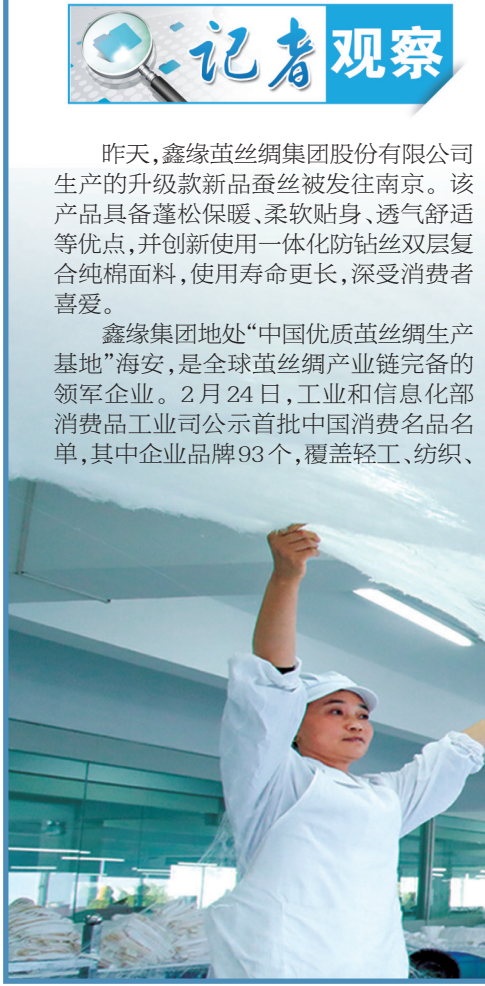 记者观察
昨天,鑫缘茧丝绸集团股份有限公司
生产的升级款新品蚕丝被发往南京。该
产品具备蓬松保暖、柔软贴身、透气舒适
等优点,并创新使用一体化防钻丝双层复
合纯棉面料,使用寿命更长,深受消费者
喜爱。
鑫缘集团地处“中国优质茧丝绸生产
基地”海安,是全球茧丝绸产业链完备的
领军企业。2月24日,工业和信息化部
消费品工业司公示首批中国消费名品名
单,其中企业品牌93个,覆盖轻工、纺织、